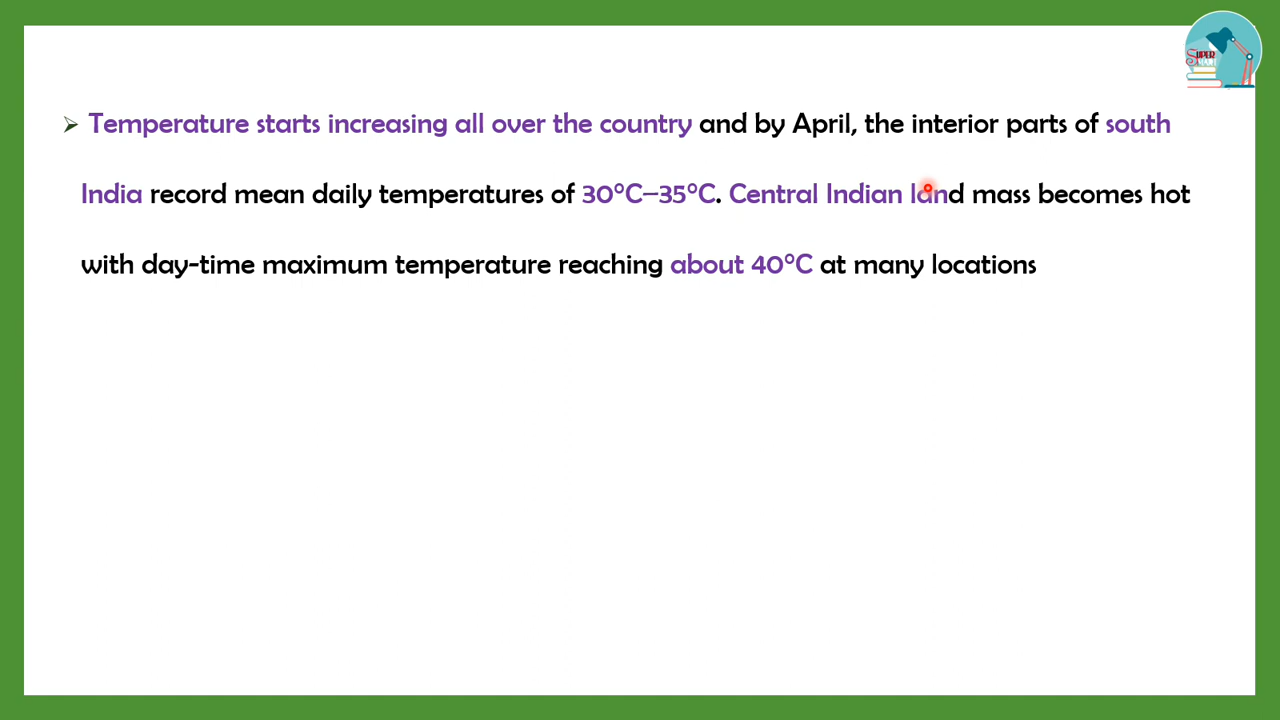 Temperature starts increasing all over the country and by April, the interior parts of south
India record mean daily temperatures of 30°C–35°C. Central Indian land mass becomes hot
with day-time maximum temperature reaching about 40°C at many locations
SUPER